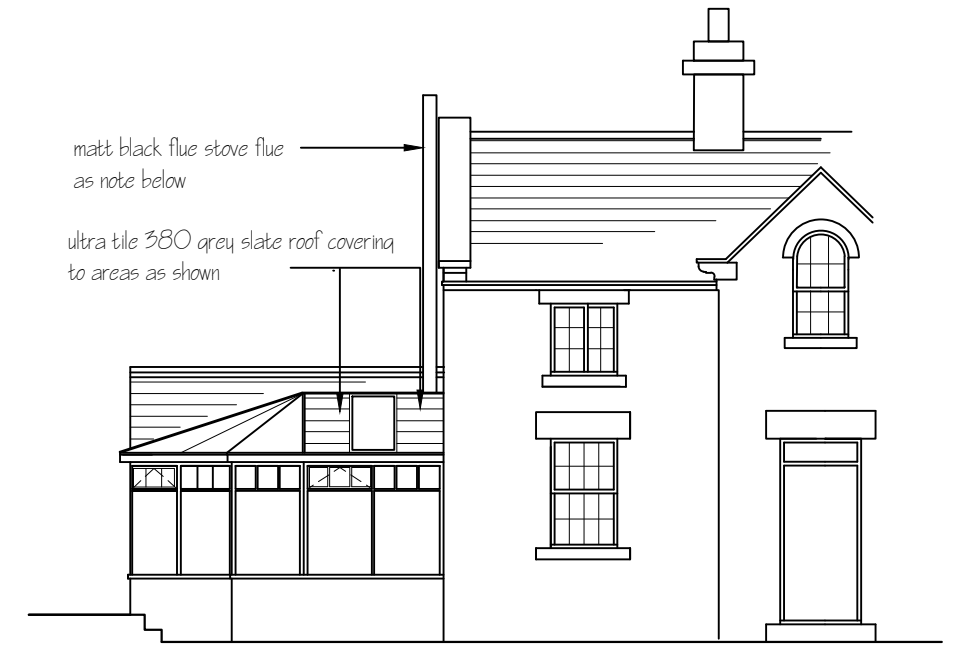 matt black flue stove flue
as note below
ultra tile 380 grey slate roof covering
to areas as shown